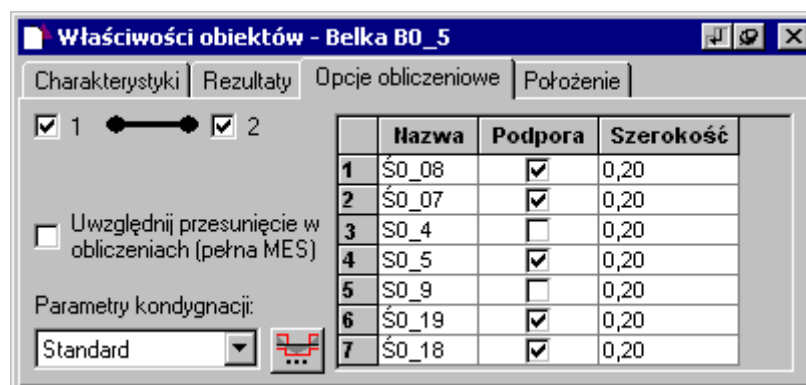 Właściwości obiektów - Belka B0_5
Charakterystyki Rezultaty Opcje obliczeniowe Położenie
1 2
Uwzględnij przesunięcie w
obliczeniach (pełna MES)
Parametry kondygnacji:
Standard
...
Nazwa Podpora Szerokość
1 Ś0_08 0,20
2 Ś0_07 0,20
3 S0_4 0,20
4 S0_5 0,20
5 S0_9 0,20
6 Ś0_19 0,20
7 Ś0_18 0,20